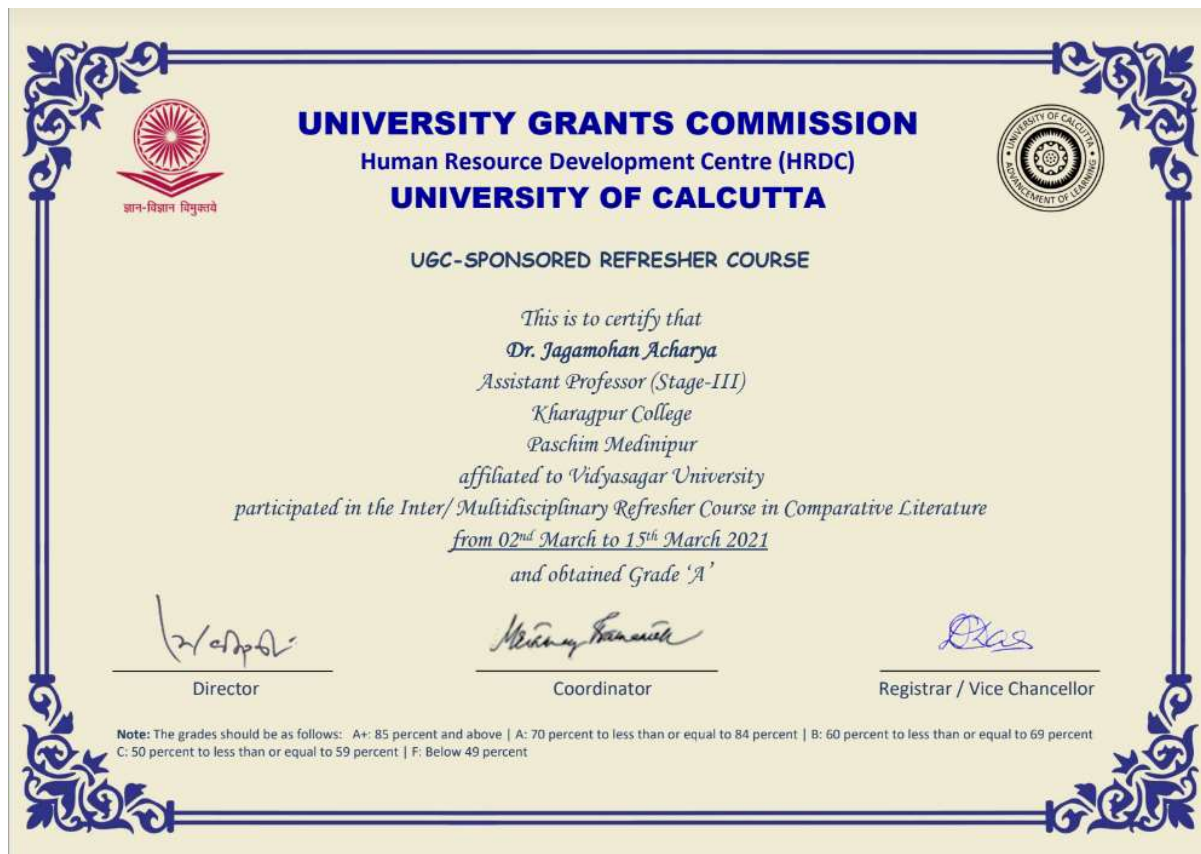 UNIVERSITY GRANTS COMMISSION
Human Resource Development Centre (HRDC)
UNIVERSITY OF CALCUTTA
ज्ञान-विज्ञान विमुक्तये
UNIVERSITY OF CALCUTTA
ADVANCEMENT OF LEARNING
UGC-SPONSORED REFRESHER COURSE
This is to certify that
Dr. Jagamohan Acharya
Assistant Professor (Stage-III)
Kharagpur College
Paschim Medinipur
affiliated to Vidyasagar University
participated in the Inter/ Multidisciplinary Refresher Course in Comparative Literature
from 02nd March to 15th March 2021
and obtained Grade ‘A’
Director
Coordinator
Registrar / Vice Chancellor
Note: The grades should be as follows: A+: 85 percent and above | A: 70 percent to less than or equal to 84 percent | B: 60 percent to less than or equal to 69 percent
C: 50 percent to less than or equal to 59 percent | F: Below 49 percent